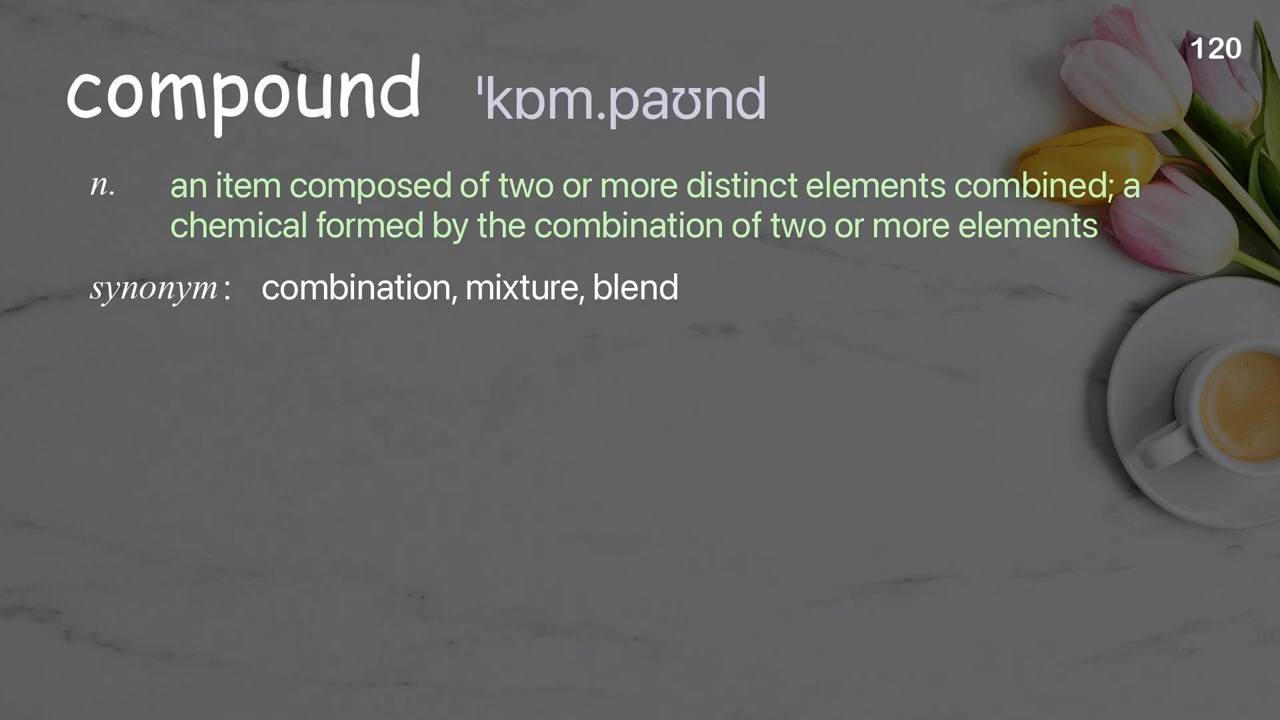 120
compound ˈkɒm.paʊnd
n. an item composed of two or more distinct elements combined; a
chemical formed by the combination of two or more elements
synonym: combination, mixture, blend